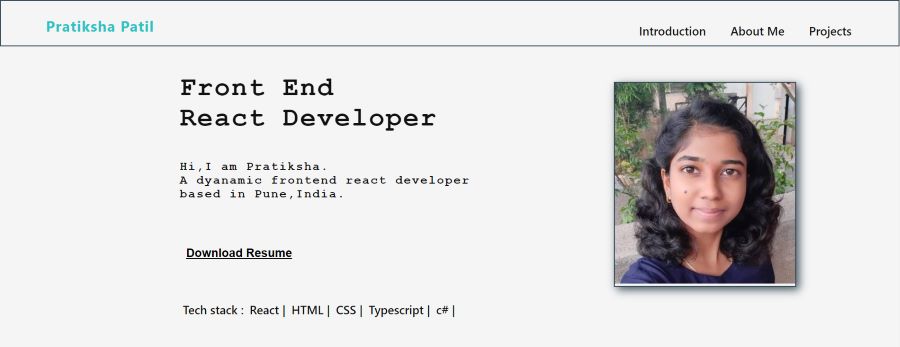 Pratiksha Patil
Introduction About Me Projects
Front End
React Developer
Hi,I am Pratiksha.
A dyanamic frontend react developer
based in Pune,India.
Download Resume
Tech stack : React | HTML | CSS | Typescript | c# |